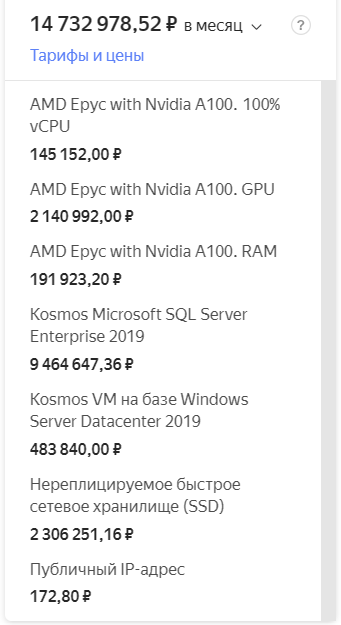 14 732 978,52 ₽ в месяц
?
Тарифы и цены
AMD Epyc with Nvidia A100. 100%
vCPU
145 152,00 ₽
AMD Epyc with Nvidia A100. GPU
2 140 992,00 ₽
AMD Epyc with Nvidia A100. RAM
191 923,20 ₽
Kosmos Microsoft SQL Server
Enterprise 2019
9 464 647,36 ₽
Kosmos VM на базе Windows
Server Datacenter 2019
483 840,00 ₽
Нереплицируемое быстрое
сетевое хранилище (SSD)
2 306 251,16 ₽
Публичный IP-адрес
172,80 ₽